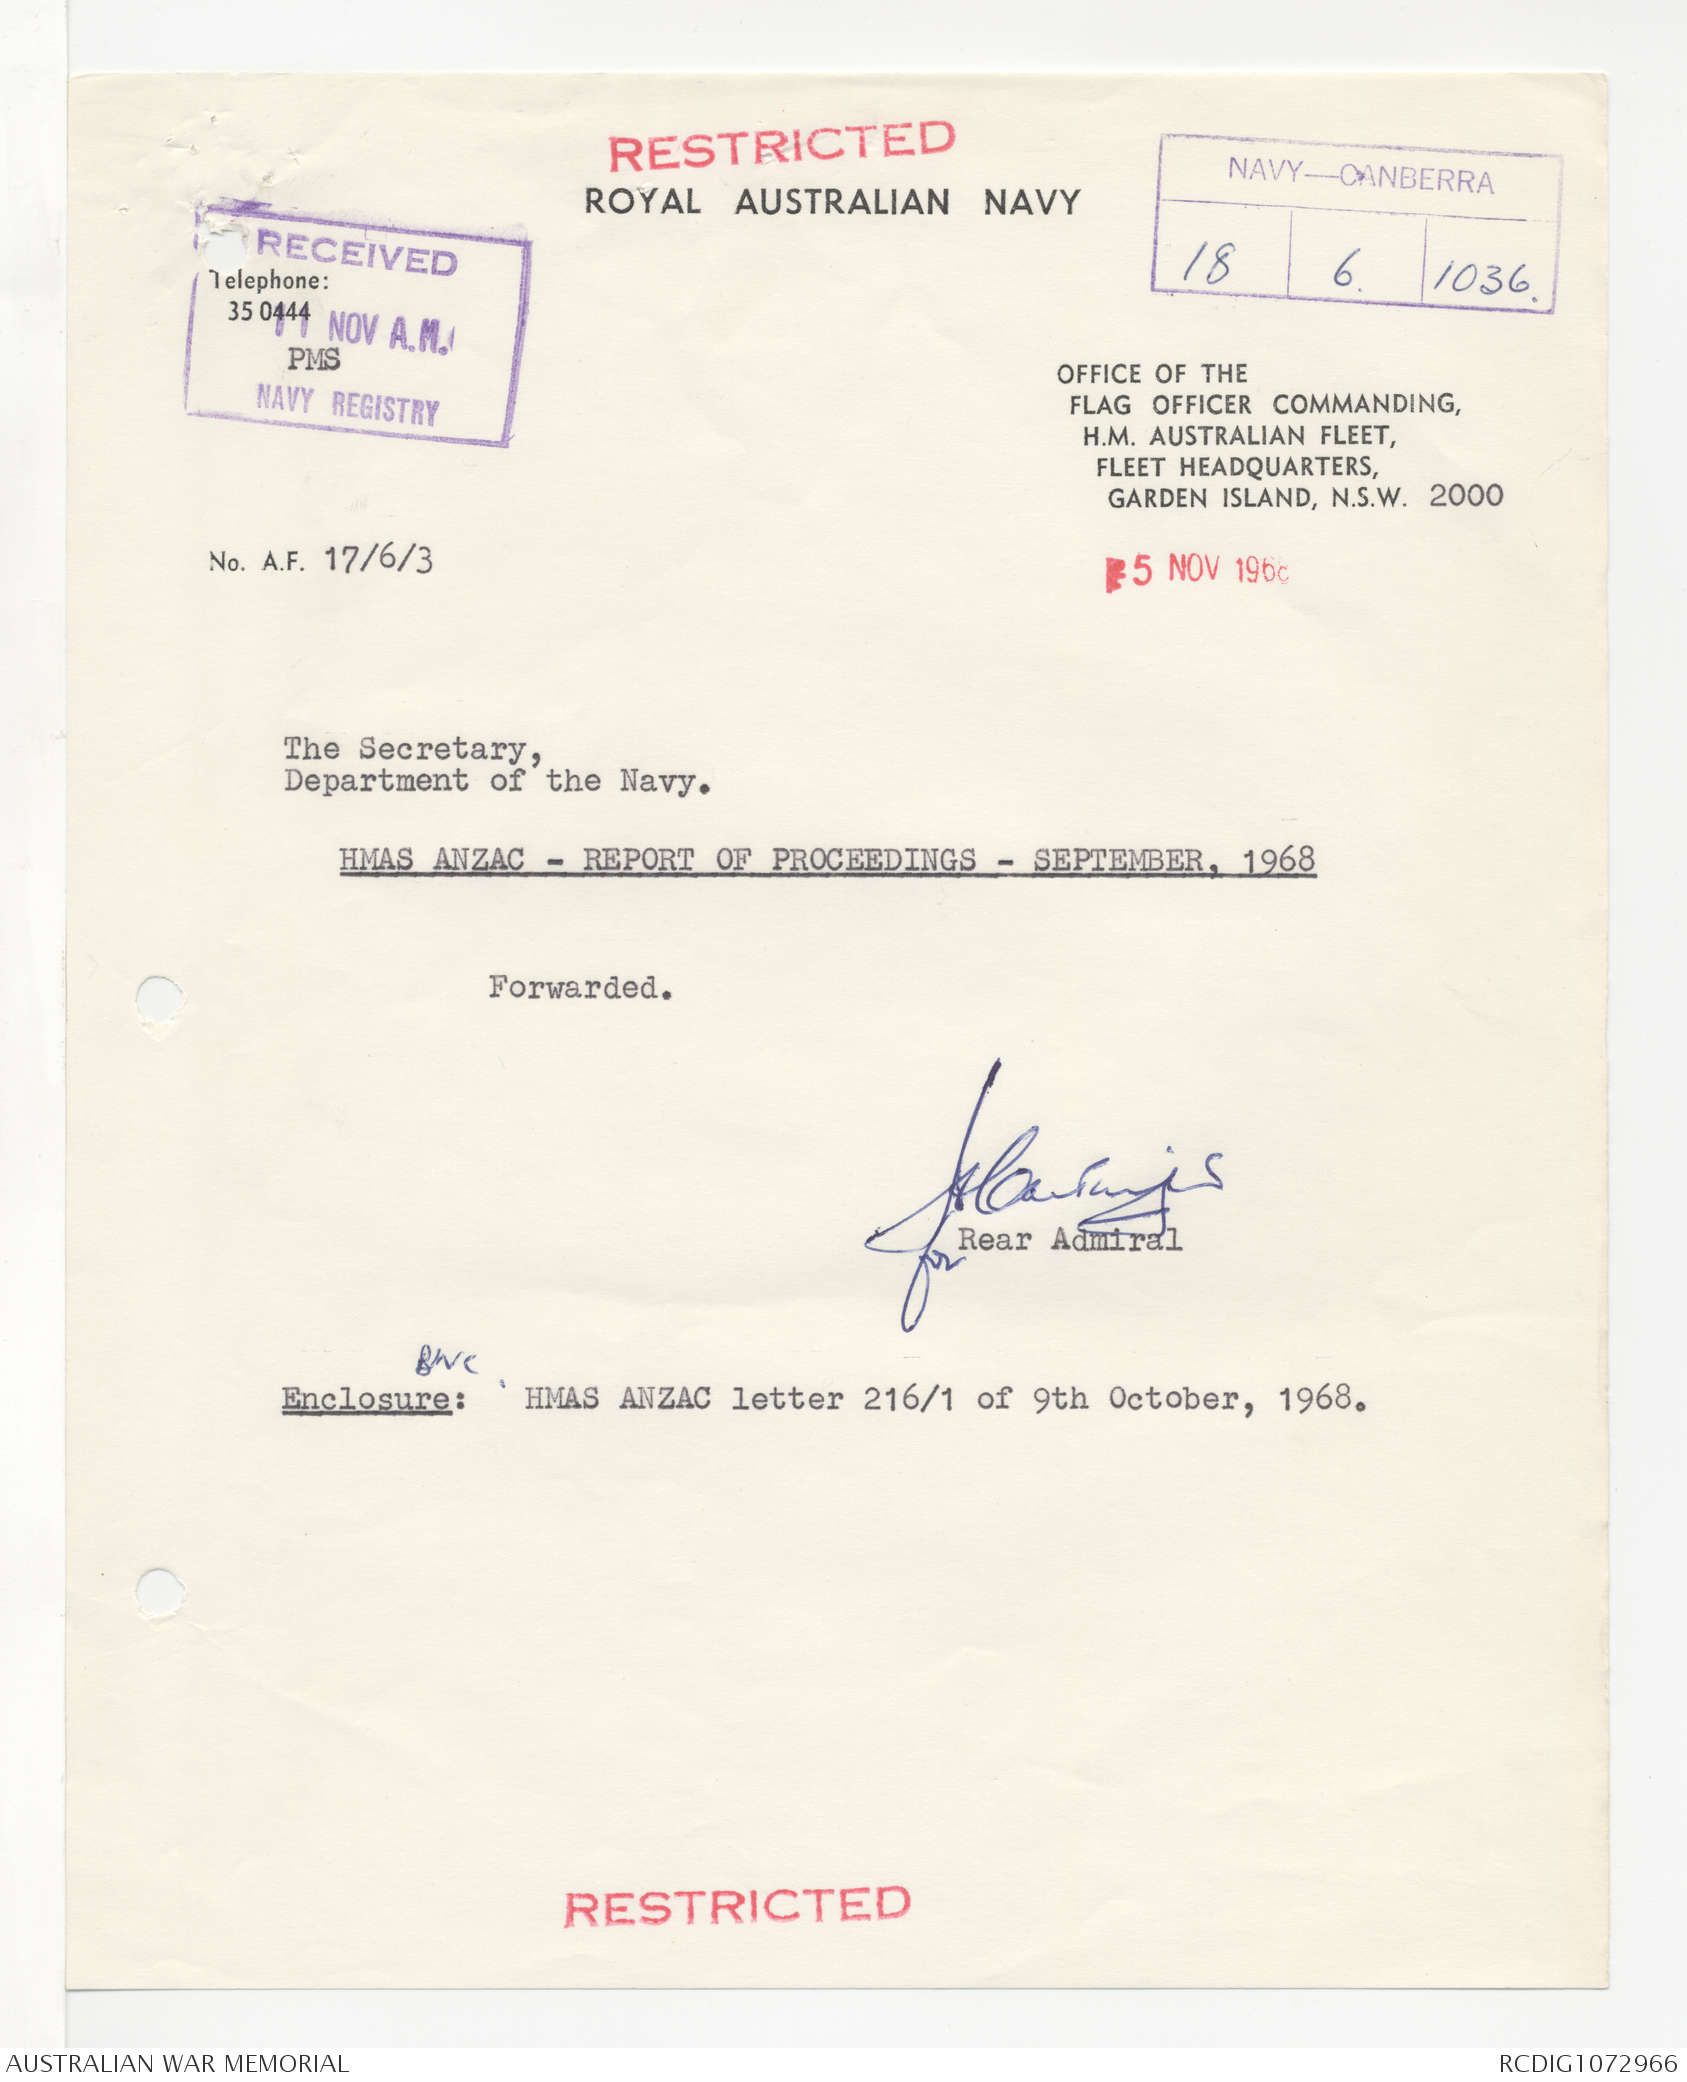 RESTRICTED
ROYAL AUSTRALIAN NAVY
NAVY—CANBERRA
18 6. 1036.
RECEIVED
Telephone:
35 0444
11 NOV A.M.
PMS
NAVY REGISTRY
OFFICE OF THE
FLAG OFFICER COMMANDING,
H.M. AUSTRALIAN FLEET,
FLEET HEADQUARTERS,
GARDEN ISLAND, N.S.W. 2000
No. A.F. 17/6/3
5 NOV 1968
The Secretary,
Department of the Navy.
HMAS ANZAC - REPORT OF PROCEEDINGS - SEPTEMBER, 1968
Forwarded.
for Rear Admiral
Enclosure: HMAS ANZAC letter 216/1 of 9th October, 1968.
RESTRICTED
AUSTRALIAN WAR MEMORIAL
RCDIG1072966